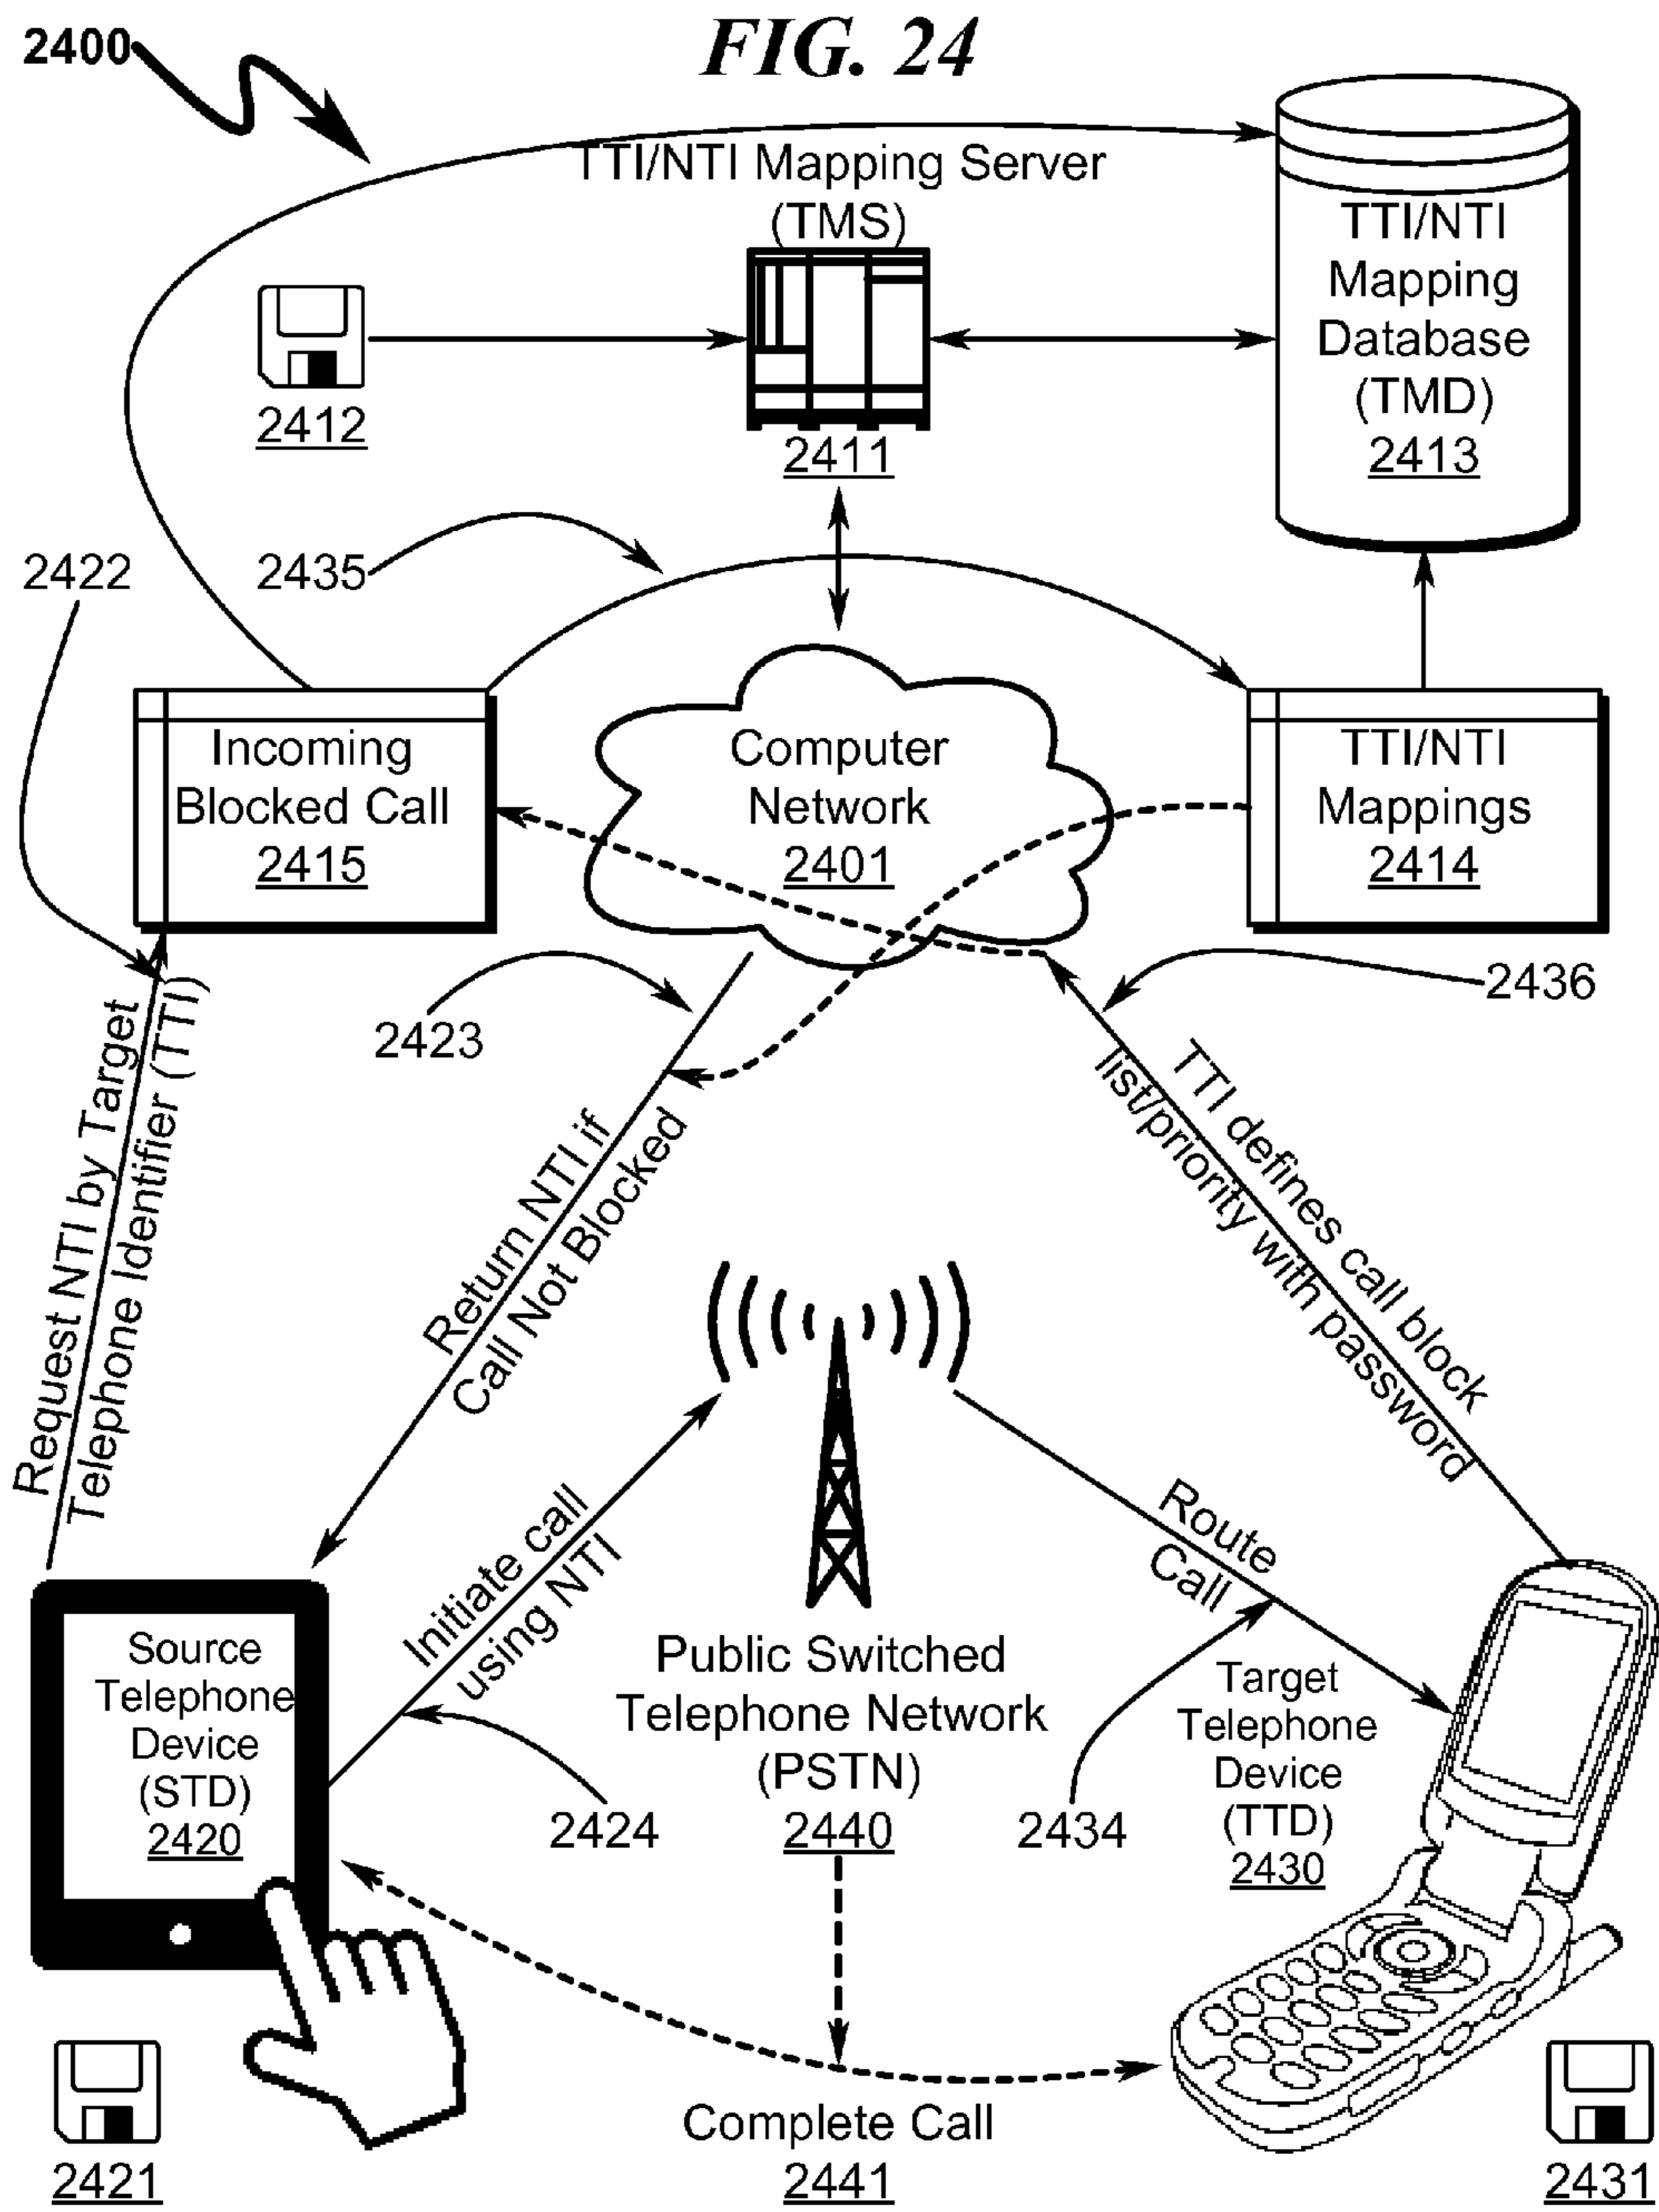 FIG. 24
2400
TTI/NTI Mapping Server
(TMS)
2411
2412
TTI/NTI
Mapping
Database
(TMD)
2413
2422
2435
Incoming
Blocked Call
2415
Computer
Network
2401
TTI/NTI
Mappings
2414
2423
2436
Request NTI by Target
Telephone Identifier (TTI)
Return NTI if
Call Not Blocked
TTI defines call block
list/priority with password
Initiate call
using NTI
Route
Call
Source
Telephone
Device
(STD)
2420
Public Switched
Telephone Network
(PSTN)
2440
Target
Telephone
Device
(TTD)
2430
2424
2434
Complete Call
2441
2421
2431